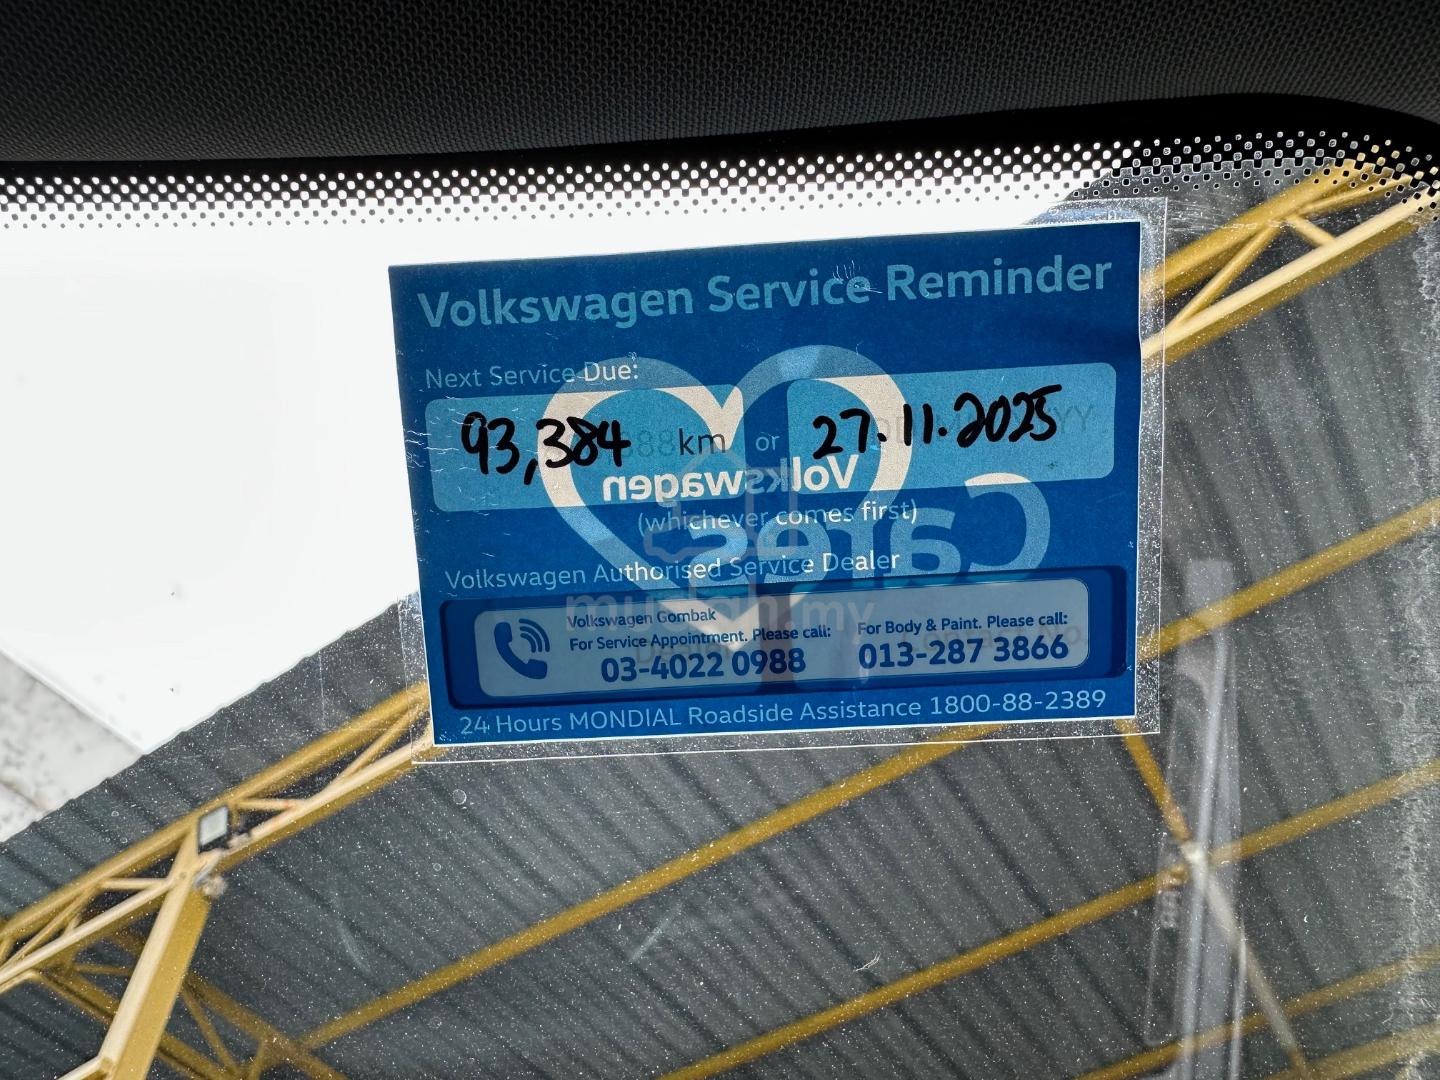 Volkswagen Service Reminder
Next Service Due:
93,384 km or 27.11.2025
Volkswagen
(whichever comes first)
Cares
Volkswagen Authorised Service Dealer
Volkswagen Gombak
For Service Appointment. Please call:
03-4022 0988
For Body & Paint. Please call:
013-287 3866
24 Hours MONDIAL Roadside Assistance 1800-88-2389